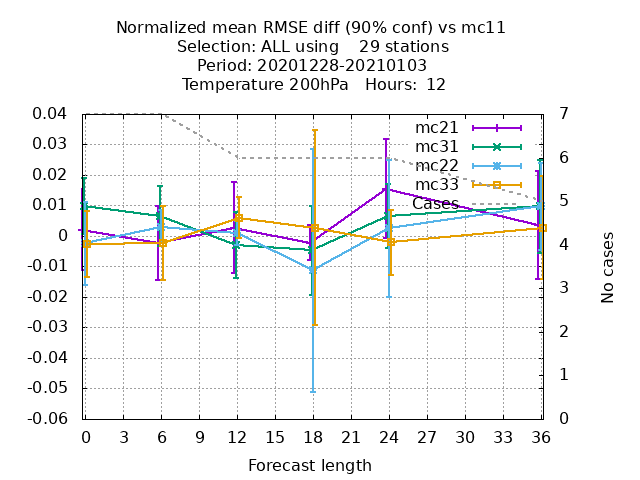 Normalized mean RMSE diff (90% conf) vs mc11
Selection: ALL using    29 stations
Period: 20201228-20210103
Temperature 200hPa   Hours:  12
0.04
0.03
0.02
0.01
0
-0.01
-0.02
-0.03
-0.04
-0.05
-0.06
7
6
5
4
3
2
1
0
mc21
mc31
mc22
mc33
Cases
No cases
0 3 6 9 12 15 18 21 24 27 30 33 36
Forecast length